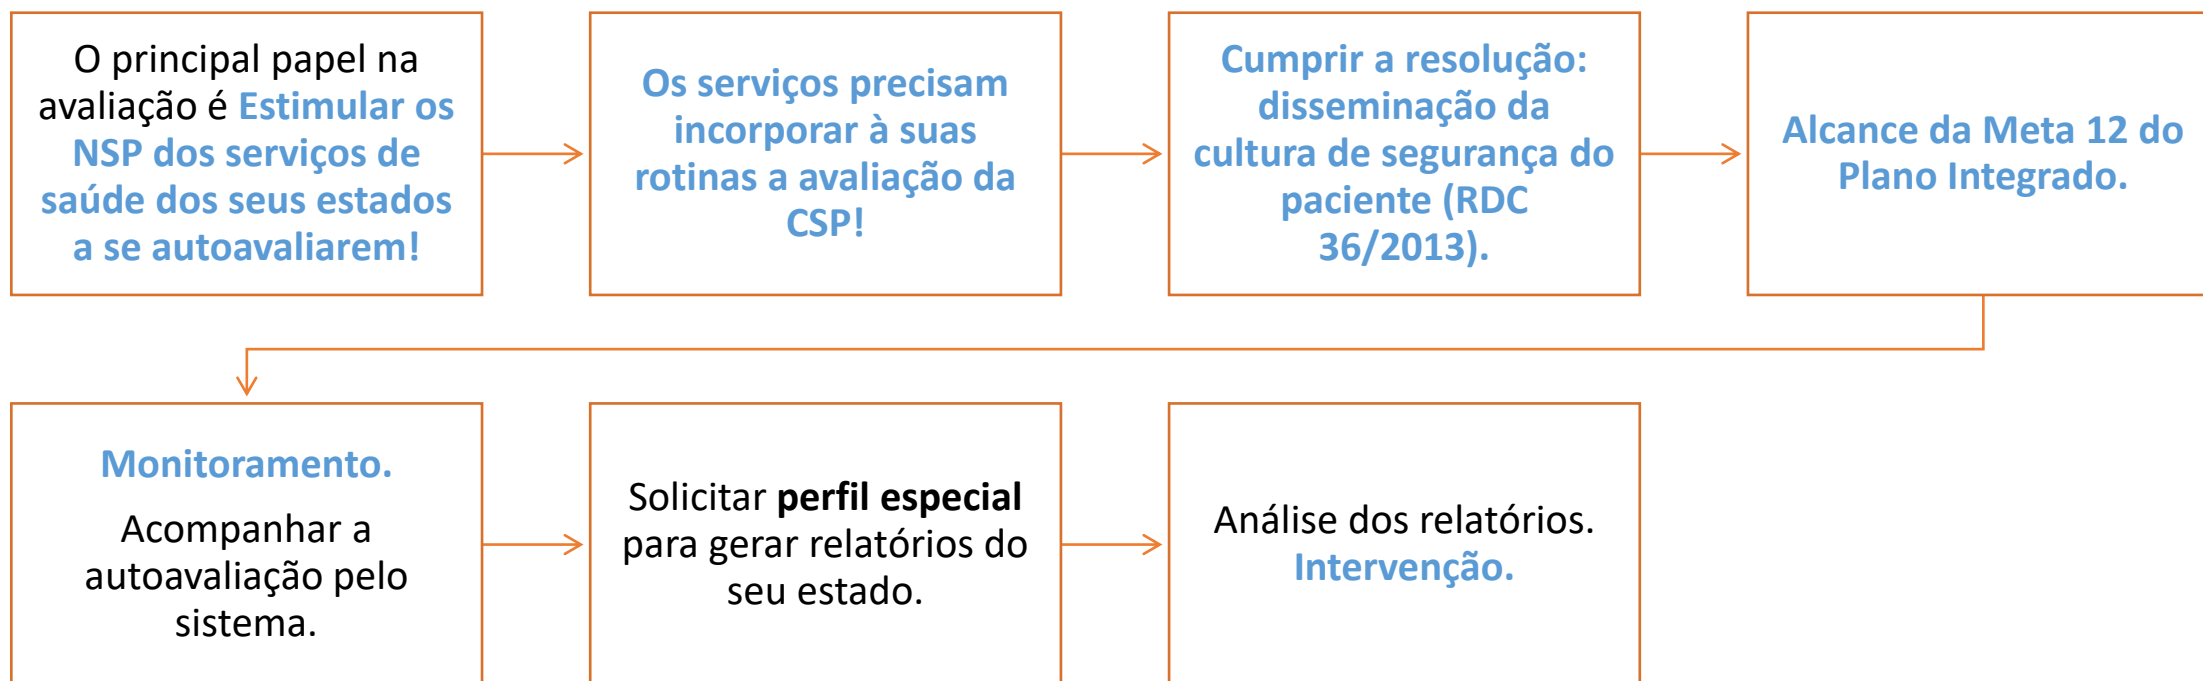 O principal papel na
avaliação é Estimular os
NSP dos serviços de
saúde dos seus estados
a se autoavaliarem!
Os serviços precisam
incorporar à suas
rotinas a avaliação da
CSP!
Cumprir a resolução:
disseminação da
cultura de segurança do
paciente (RDC
36/2013).
Alcance da Meta 12 do
Plano Integrado.
Monitoramento.
Acompanhar a
autoavaliação pelo
sistema.
Solicitar perfil especial
para gerar relatórios do
seu estado.
Análise dos relatórios.
Intervenção.